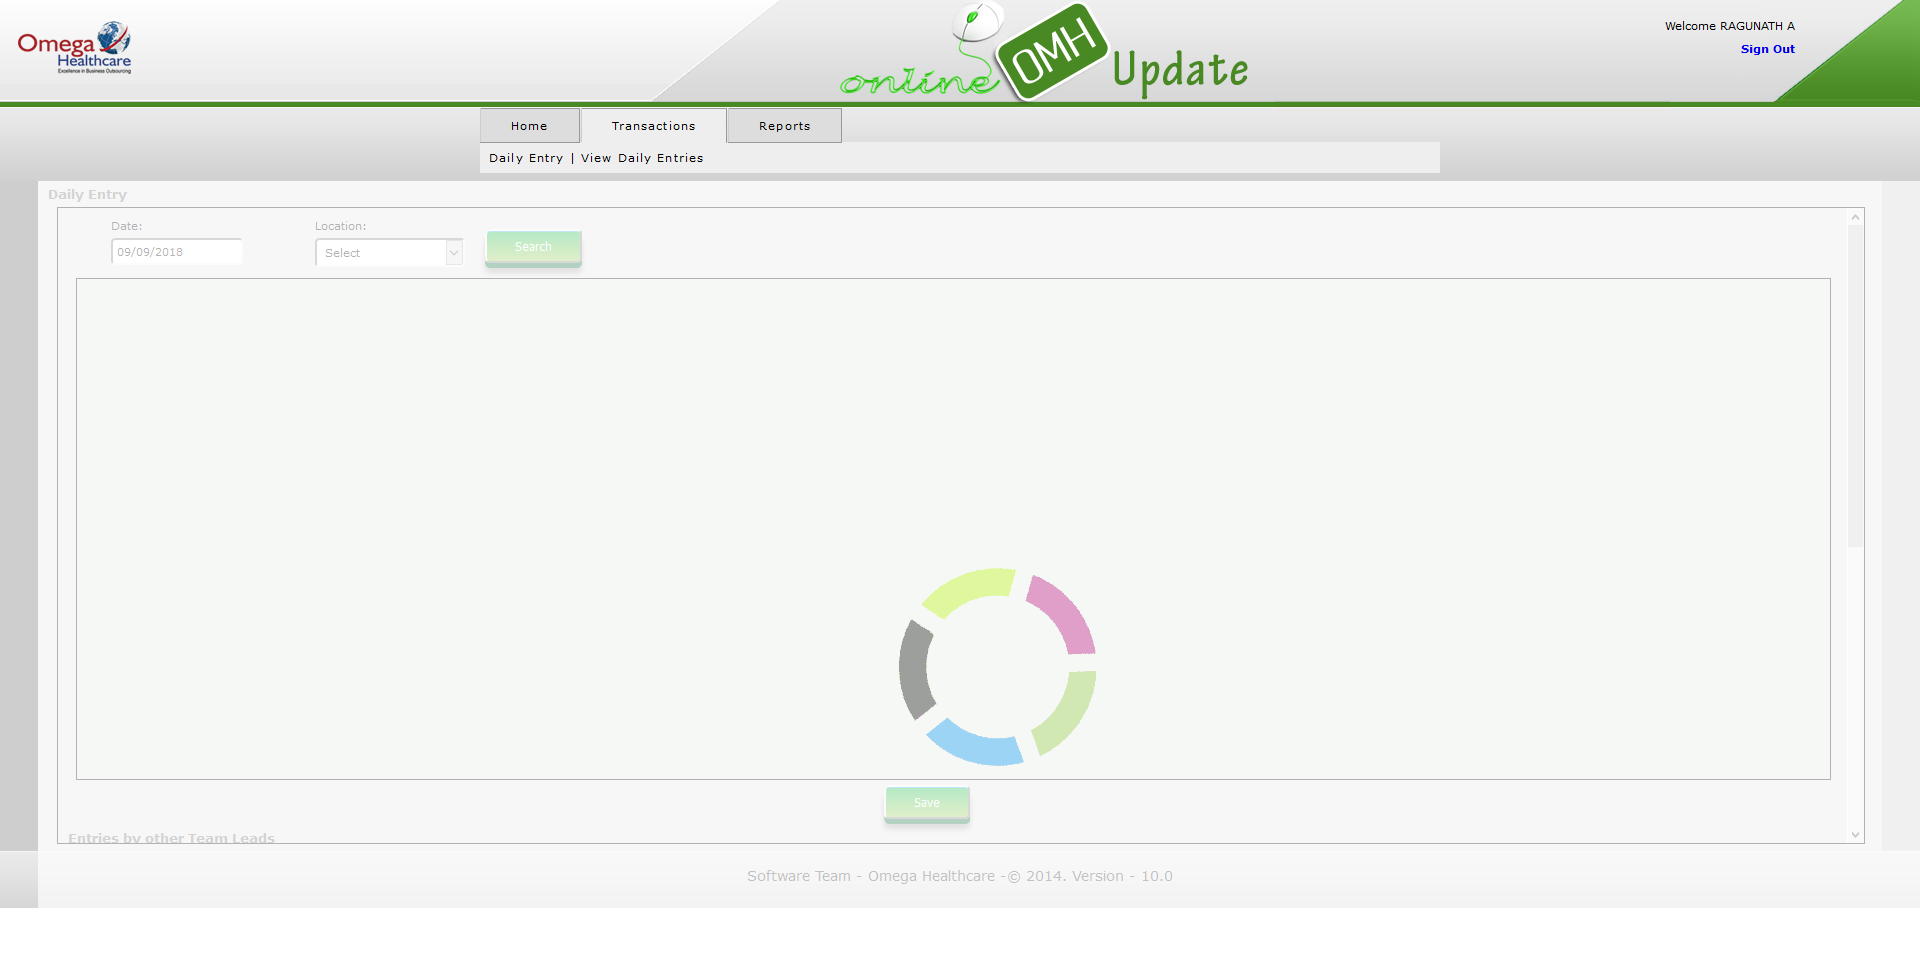 Omega
Healthcare
Excellence in Business Outsourcing
online OMH Update
Welcome RAGUNATH A
Sign Out
Home Transactions Reports
Daily Entry | View Daily Entries
Daily Entry
Date: Location:
09/09/2018 Select Search
Save
Entries by other Team Leads
Software Team - Omega Healthcare -© 2014. Version - 10.0